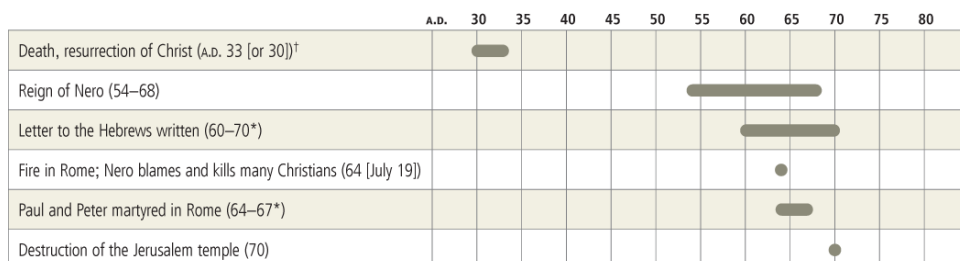 A.D. 30 35 40 45 50 55 60 65 70 75 80
Death, resurrection of Christ (A.D. 33 [or 30])†
Reign of Nero (54–68)
Letter to the Hebrews written (60–70*)
Fire in Rome; Nero blames and kills many Christians (64 [July 19])
Paul and Peter martyred in Rome (64–67*)
Destruction of the Jerusalem temple (70)